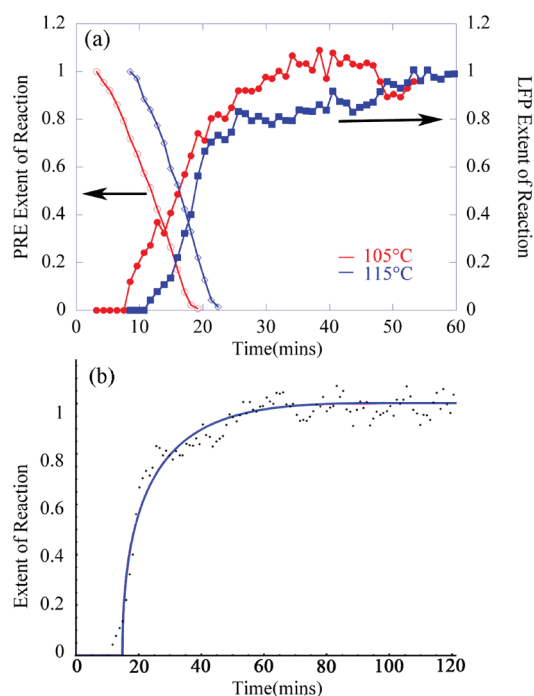 (a)
1.2
1
0.8
0.6
0.4
0.2
0
PRE Extent of Reaction
1.2
1
0.8
0.6
0.4
0.2
0
LFP Extent of
Reaction
105°C
115°C
0 10 20 30 40 50 60
Time(mins)
(b)
1
0.8
0.6
0.4
0.2
0
Extent of Reaction
0 20 40 60 80 100 120
Time(mins)